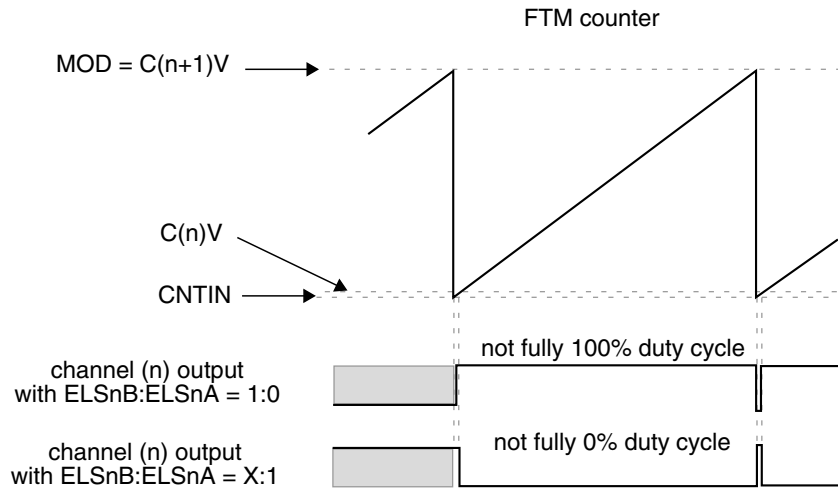 FTM counter
MOD = C(n+1)V
C(n)V
CNTIN
not fully 100% duty cycle
channel (n) output
with ELSnB:ELSnA = 1:0
not fully 0% duty cycle
channel (n) output
with ELSnB:ELSnA = X:1